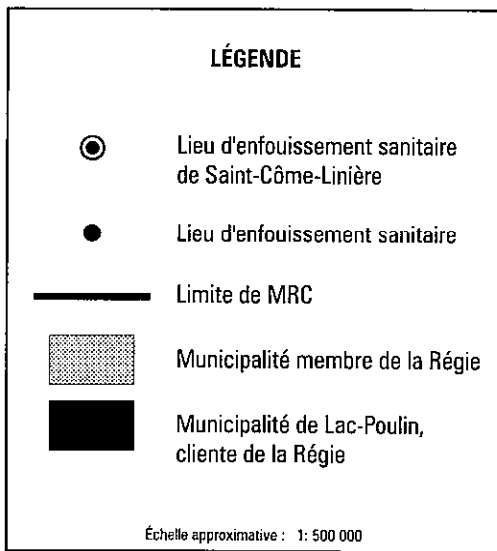 LÉGENDE
Lieu d'enfouissement sanitaire
de Saint-Côme-Linière
Lieu d'enfouissement sanitaire
Limite de MRC
Municipalité membre de la Régie
Municipalité de Lac-Poulin,
cliente de la Régie
Échelle approximative : 1: 500 000